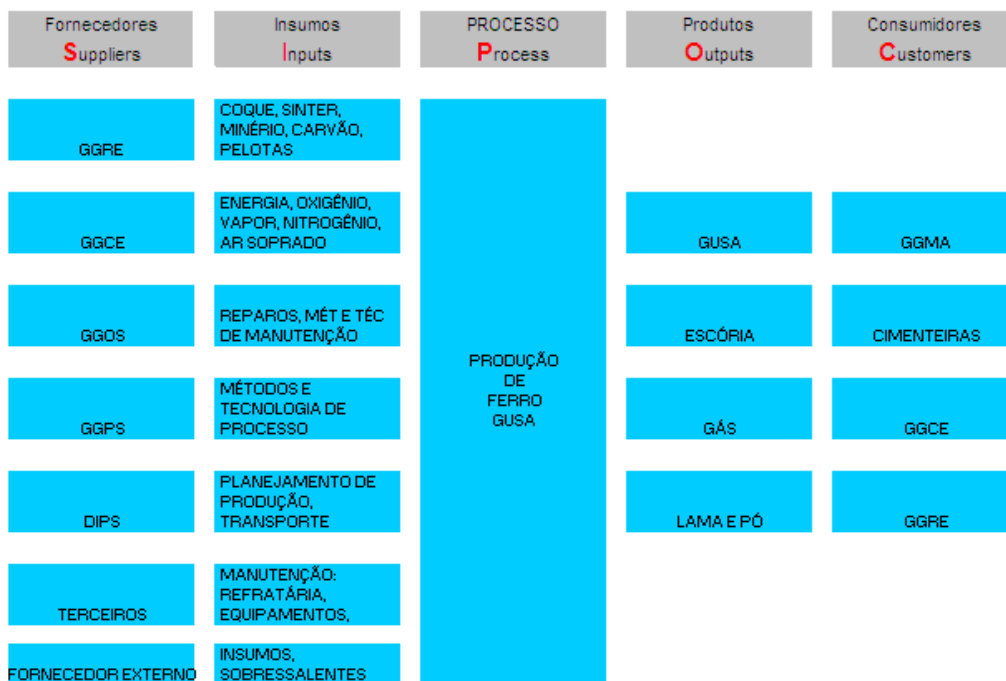 Fornecedores
Suppliers
Insumos
Inputs
PROCESSO
Process
Produtos
Outputs
Consumidores
Customers
GGRE
COQUE, SINTER,
MINÉRIO, CARVÃO,
PELOTAS
GGCE
ENERGIA, OXIGÊNIO,
VAPOR, NITROGÊNIO,
AR SOPRADO
GUSA
GGMA
GGOS
REPAROS, MÉT E TÉC
DE MANUTENÇÃO
ESCÓRIA
CIMENTEIRAS
PRODUÇÃO
DE
FERRO
GUSA
GGPS
MÉTODOS E
TECNOLOGIA DE
PROCESSO
GÁS
GGCE
DIPS
PLANEJAMENTO DE
PRODUÇÃO,
TRANSPORTE
LAMA E PÓ
GGRE
TERCEIROS
MANUTENÇÃO:
REFRATÁRIA,
EQUIPAMENTOS,
FORNECEDOR EXTERNO
INSUMOS,
SOBRESSALENTES